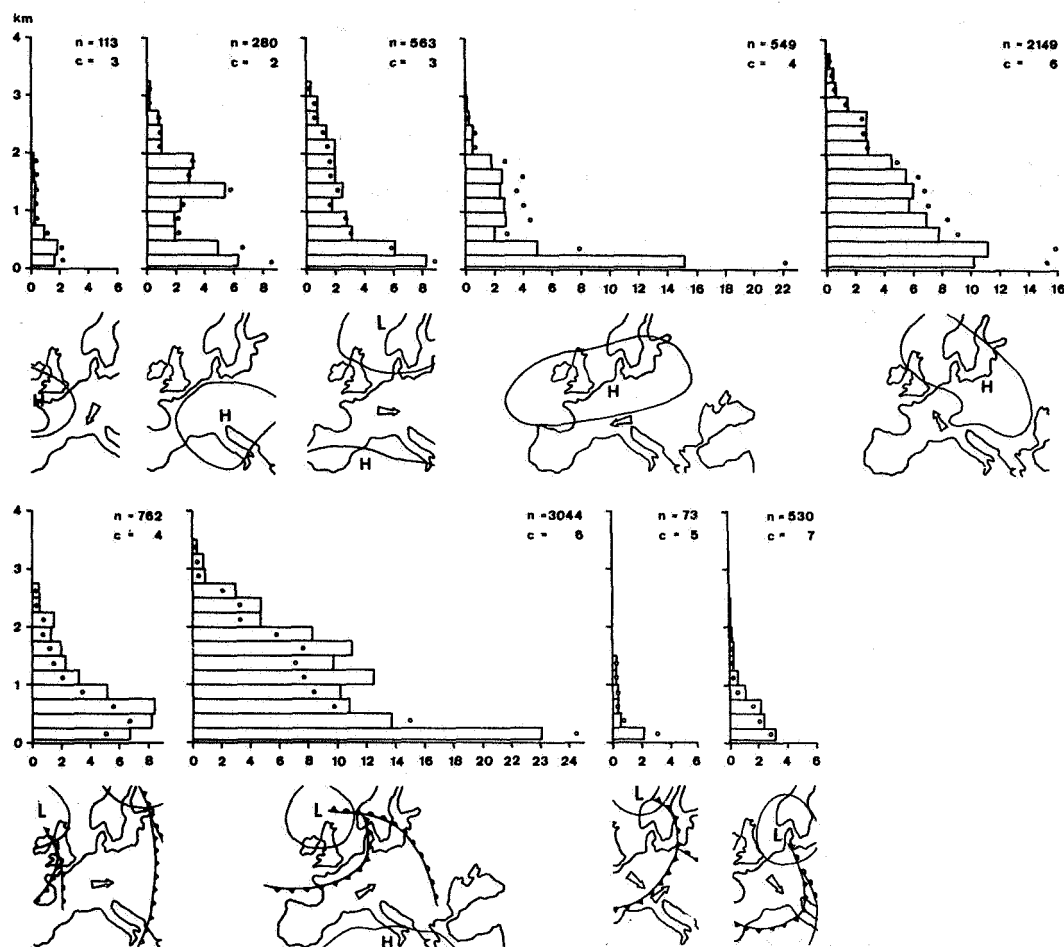 km
4
3
2
1
0
n = 113
c = 3
n = 280
c = 2
n = 563
c = 3
n = 549
c = 4
n = 2149
c = 6
0 2 4 6
0 2 4 6 8
0 2 4 6 8
0 2 4 6 8 10 12 14 16 18 20 22
0 2 4 6 8 10 12 14 16
H
H
L
H
H
H
4
3
2
1
0
n = 762
c = 4
n = 3044
c = 6
n = 73
c = 5
n = 530
c = 7
0 2 4 6 8
0 2 4 6 8 10 12 14 16 18 20 22 23 24
0 2 4 6
0 2 4 6
L
L
H
L
L